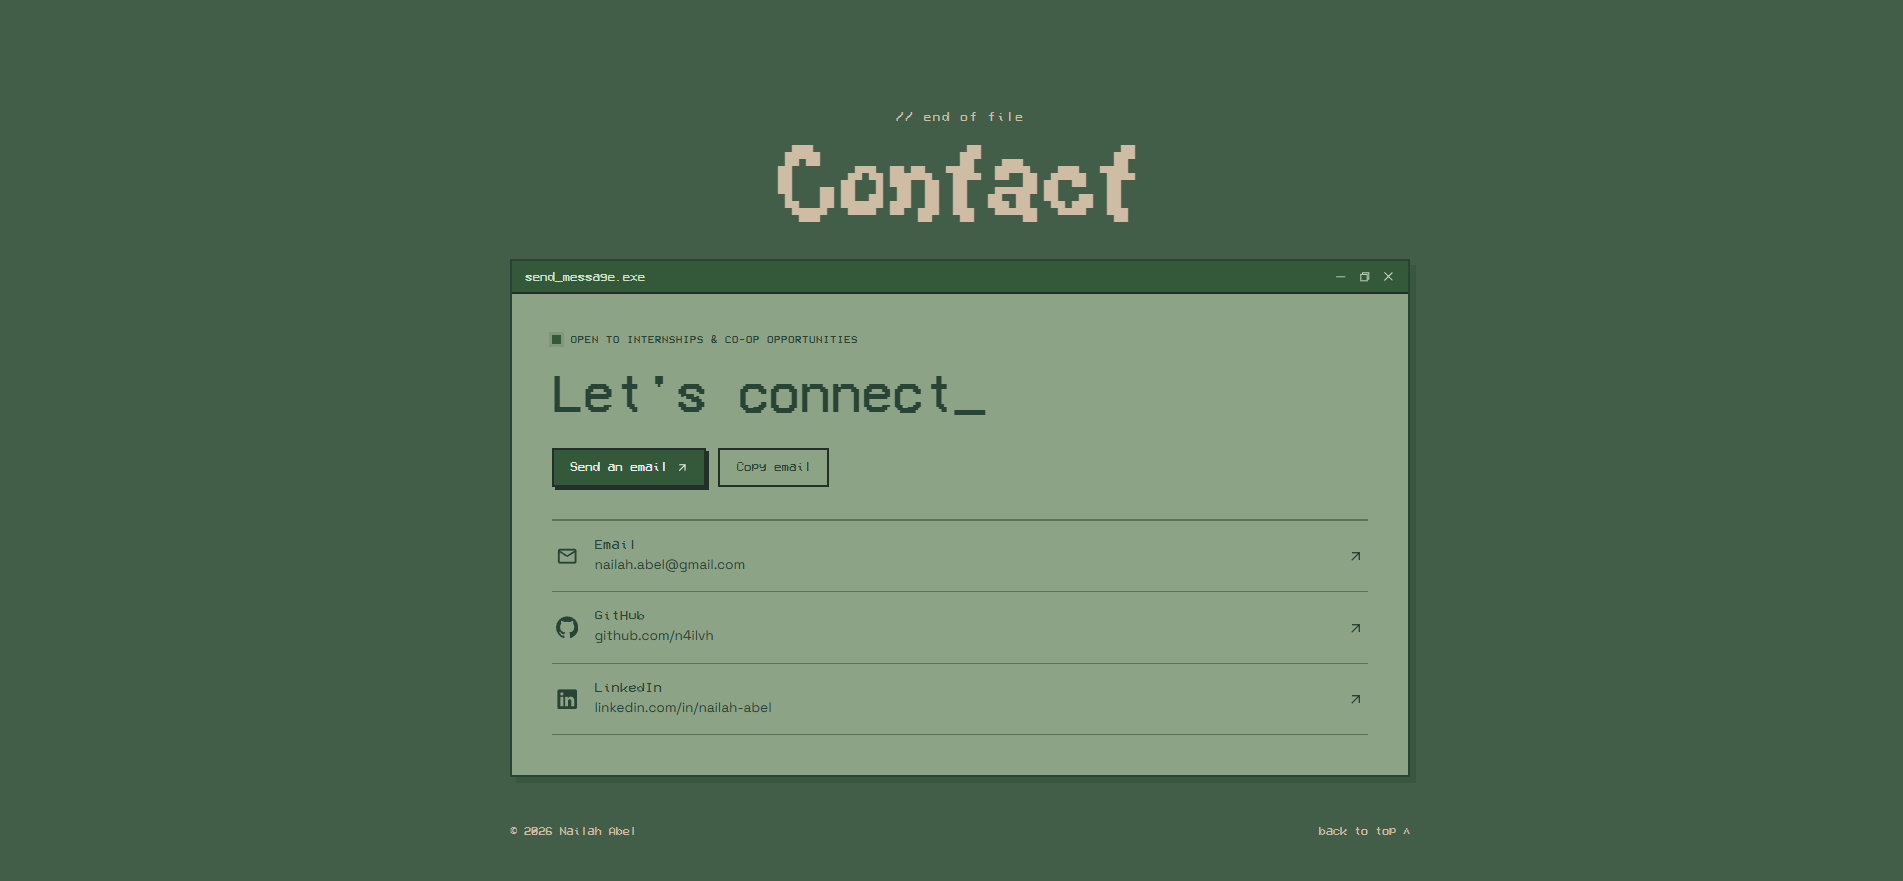 // end of file
Contact
send_message.exe
OPEN TO INTERNSHIPS & CO-OP OPPORTUNITIES
Let's connect_
Send an email
Copy email
Email
nailah.abel@gmail.com
GitHub
github.com/n4ilvh
LinkedIn
linkedin.com/in/nailah-abel
© 2026 Nailah Abel
back to top ^